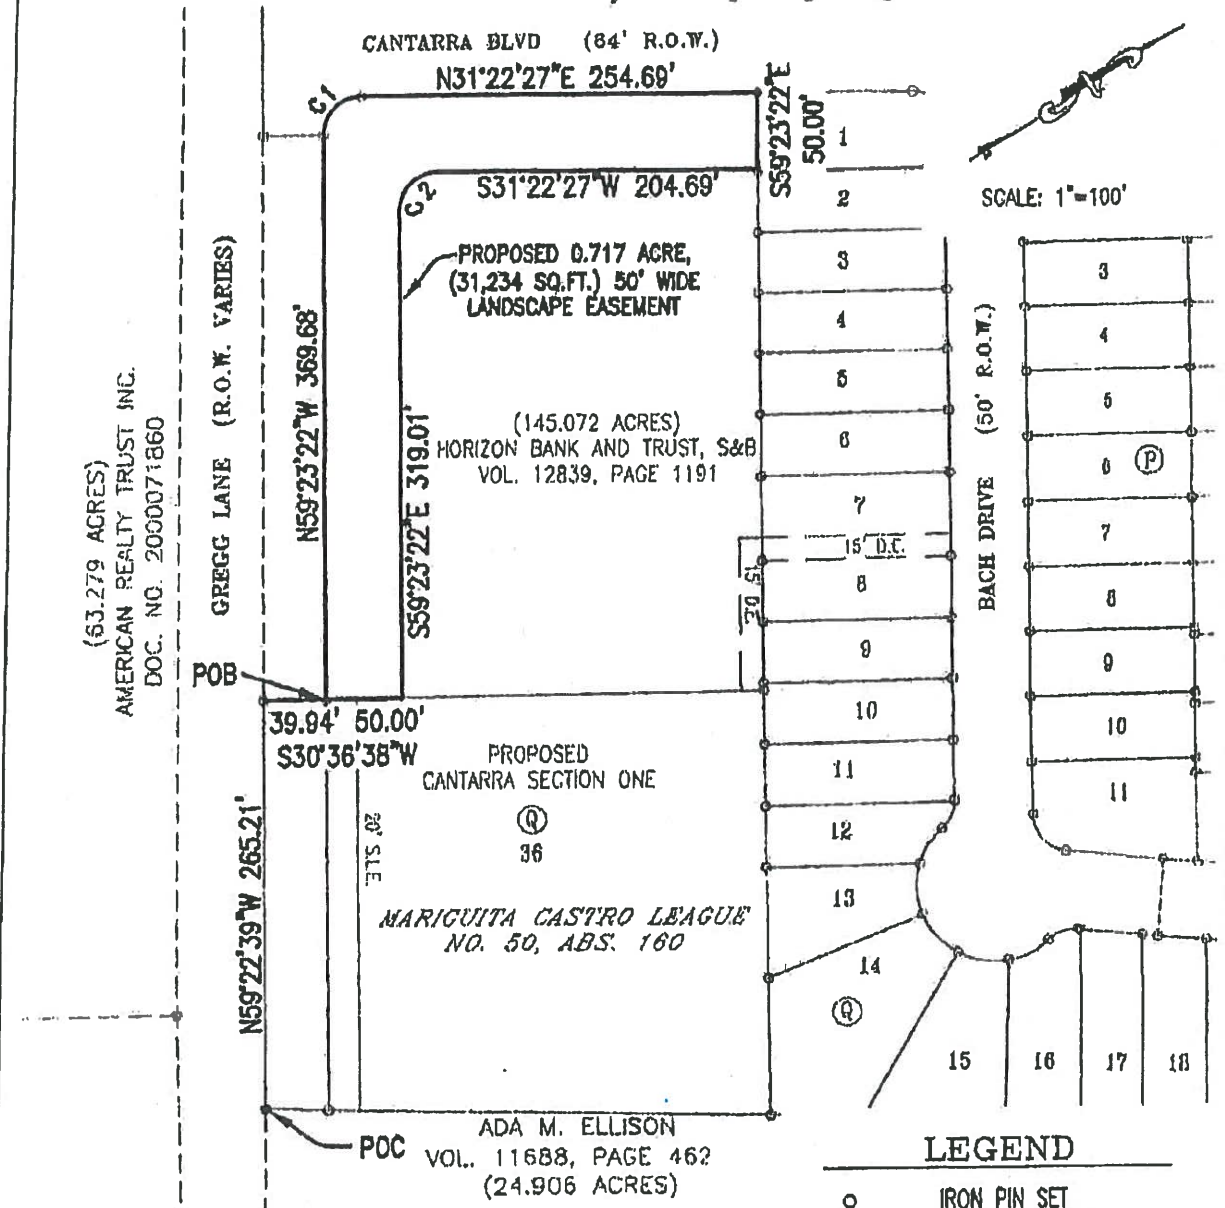 CANTARRA BLVD (64' R.O.W.)
N31°22'27"E 254.69'
C1
S59°23'22"E
50.00'
C2
S31°22'27"W 204.69'
SCALE: 1"=100'
PROPOSED 0.717 ACRE,
(31,234 SQ.FT.) 50' WIDE
LANDSCAPE EASEMENT
GREGG LANE (R.O.W. VARIES)
N59°23'22"W 369.68'
S59°23'22"E 319.01'
(63.279 ACRES)
AMERICAN REALTY TRUST INC.
DOC. NO. 2000071860
(145.072 ACRES)
HORIZON BANK AND TRUST, S&B
VOL. 12839, PAGE 1191
1
2
3
4
5
6
7
15' D.E.
15' D.E.
8
9
10
11
12
13
14
Q
15
16
17
18
BACH DRIVE (50' R.O.W.)
3
4
5
6
P
7
8
9
10
11
POB
39.94' 50.00'
S30°36'38"W
PROPOSED
CANTARRA SECTION ONE
Q
36
20' S.L.E.
N59°22'39"W 265.21'
MARIGUITA CASTRO LEAGUE
NO. 50, ABS. 160
POC
ADA M. ELLISON
VOL. 11688, PAGE 462
(24.906 ACRES)
LEGEND
IRON PIN SET